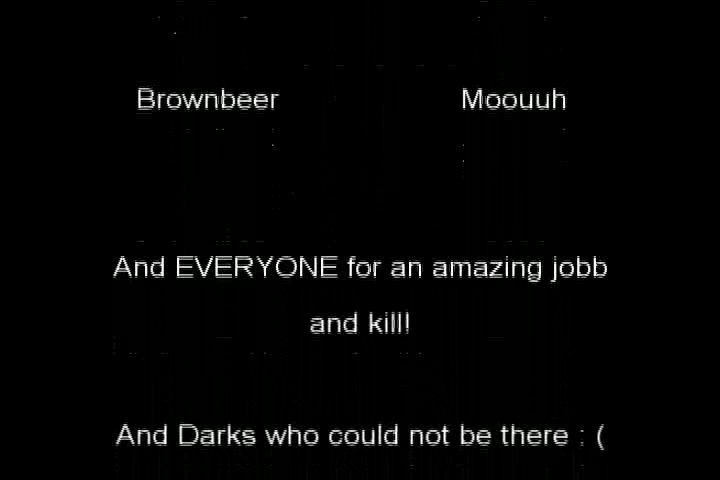 Brownbeer Moouuh
And EVERYONE for an amazing jobb
and kill!
And Darks who could not be there : (